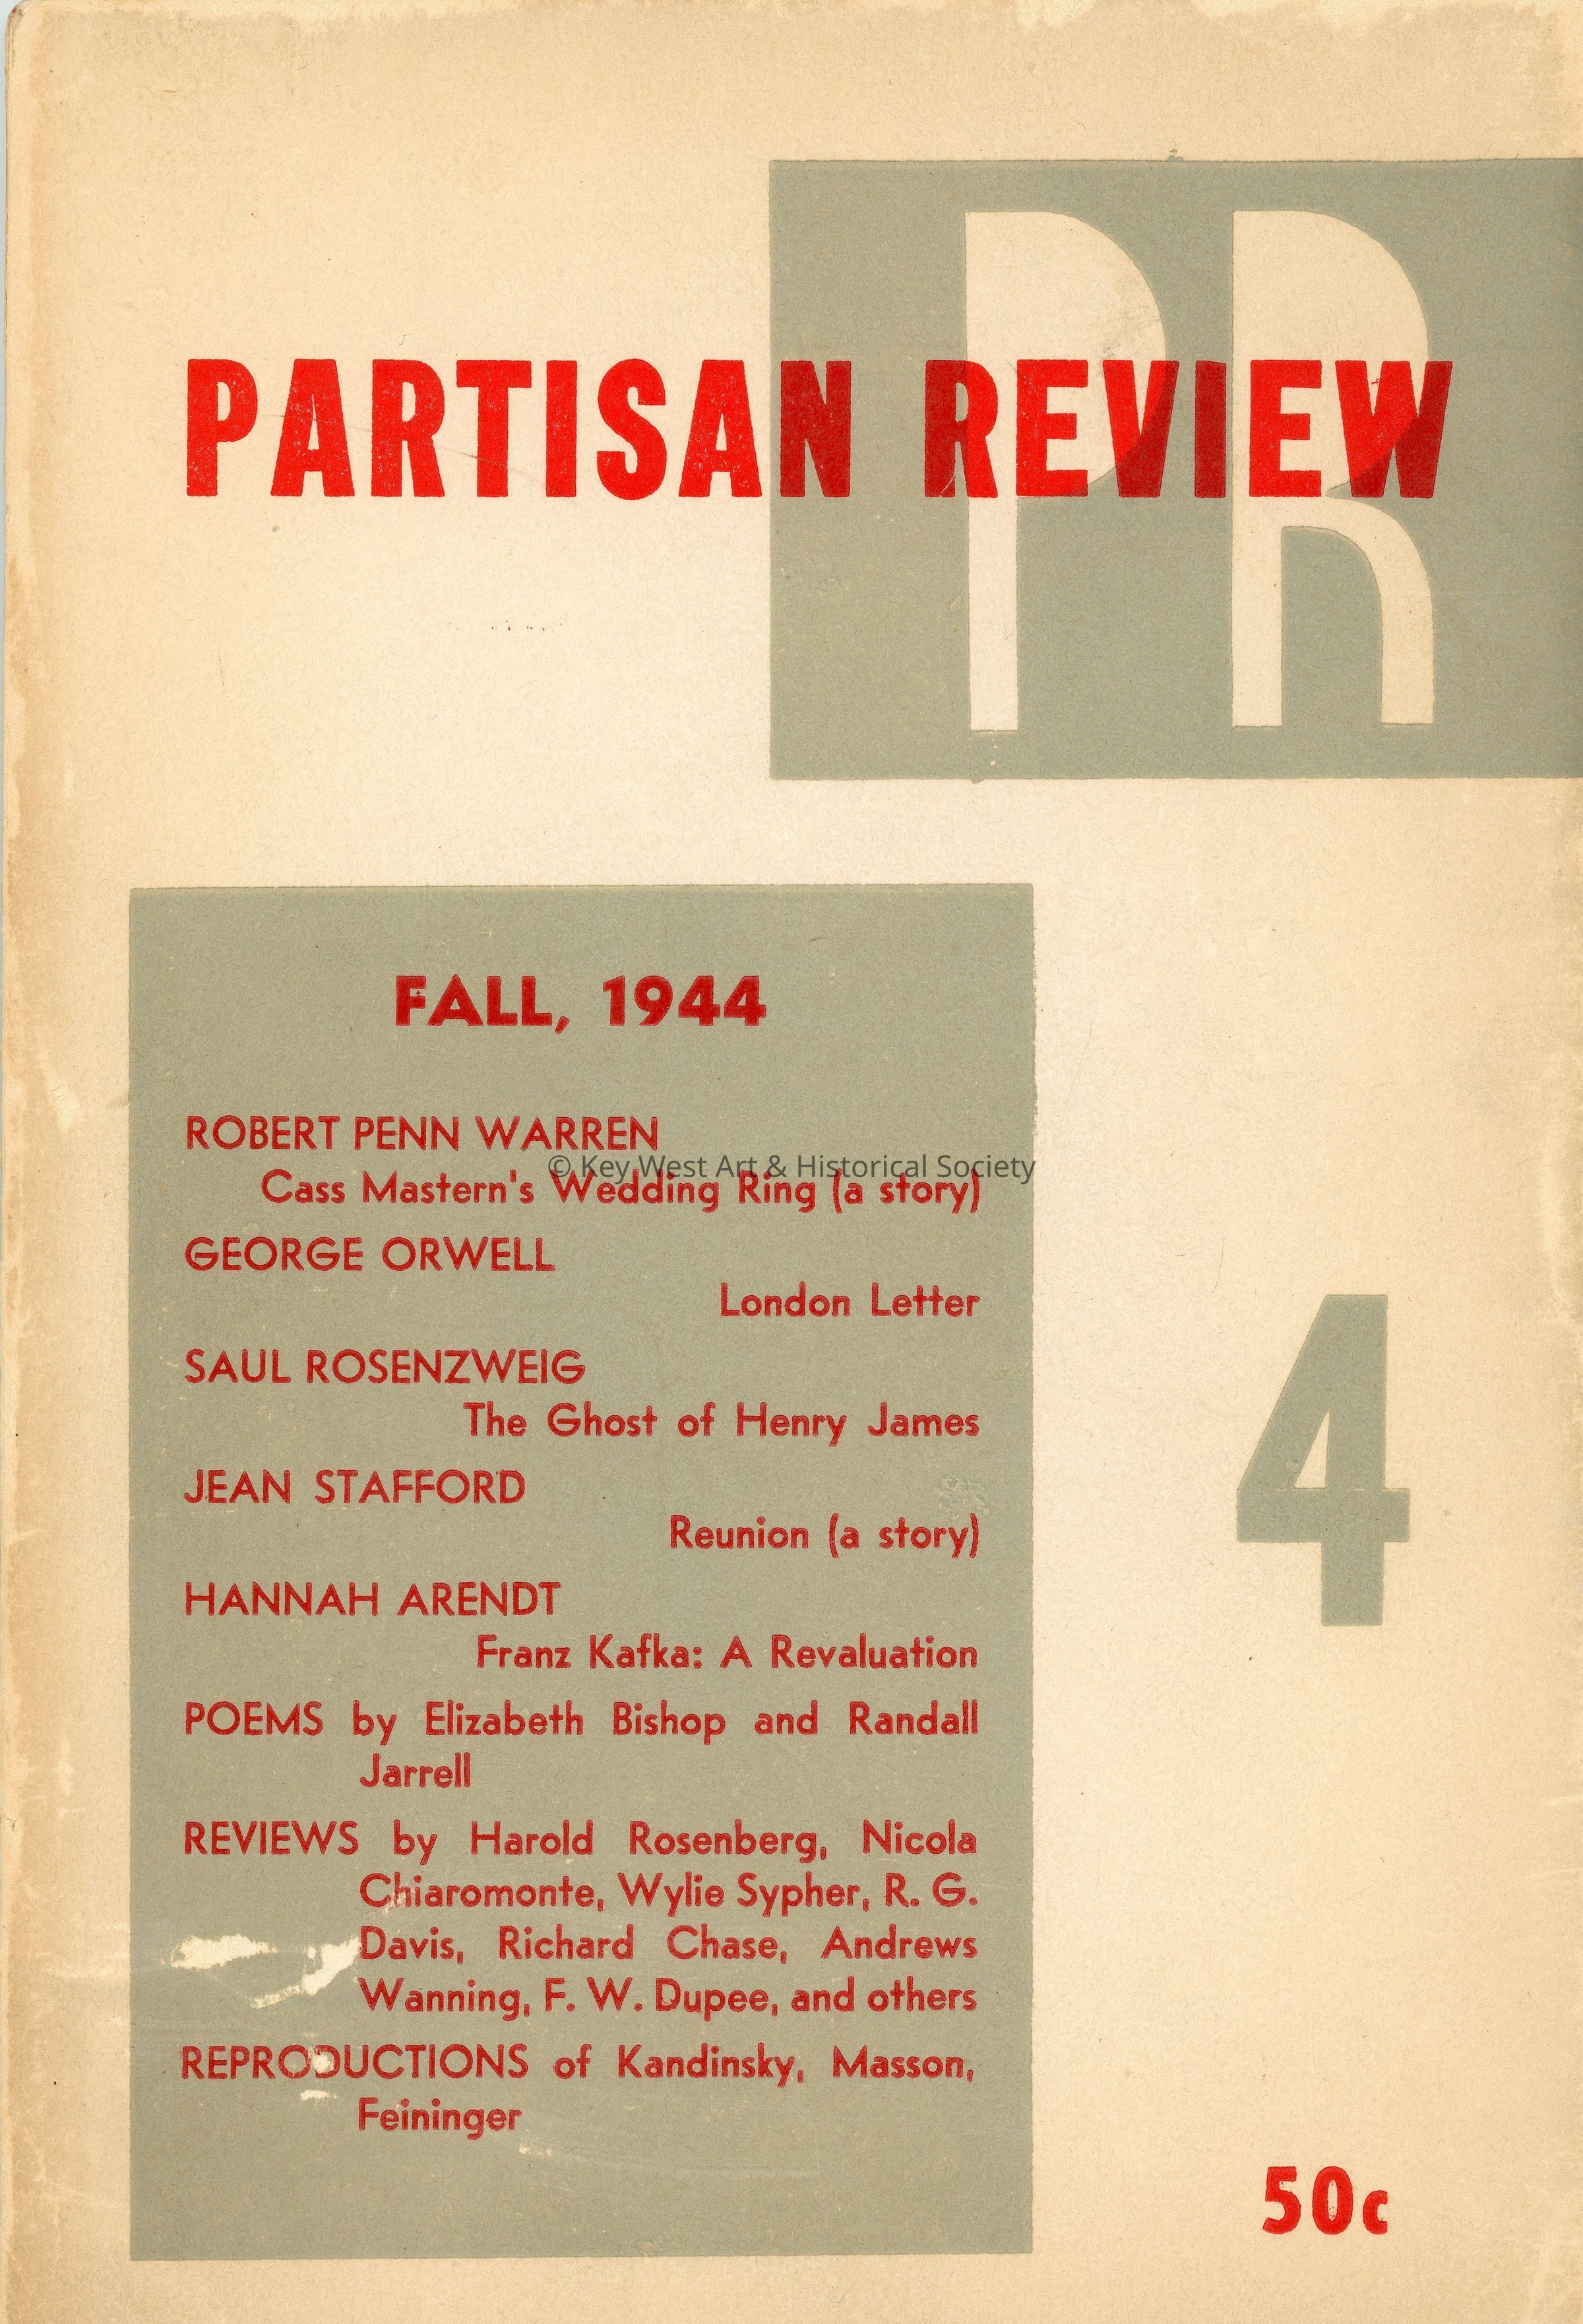 PR
PARTISAN REVIEW
FALL, 1944
ROBERT PENN WARREN
© Key West Art & Historical Society
Cass Mastern's Wedding Ring (a story)
GEORGE ORWELL
London Letter
SAUL ROSENZWEIG
The Ghost of Henry James
JEAN STAFFORD
Reunion (a story)
HANNAH ARENDT
Franz Kafka: A Revaluation
POEMS by Elizabeth Bishop and Randall
Jarrell
REVIEWS by Harold Rosenberg, Nicola
Chiaromonte, Wylie Sypher, R. G.
Davis, Richard Chase, Andrews
Wanning, F. W. Dupee, and others
REPRODUCTIONS of Kandinsky, Masson,
Feininger
4
50c